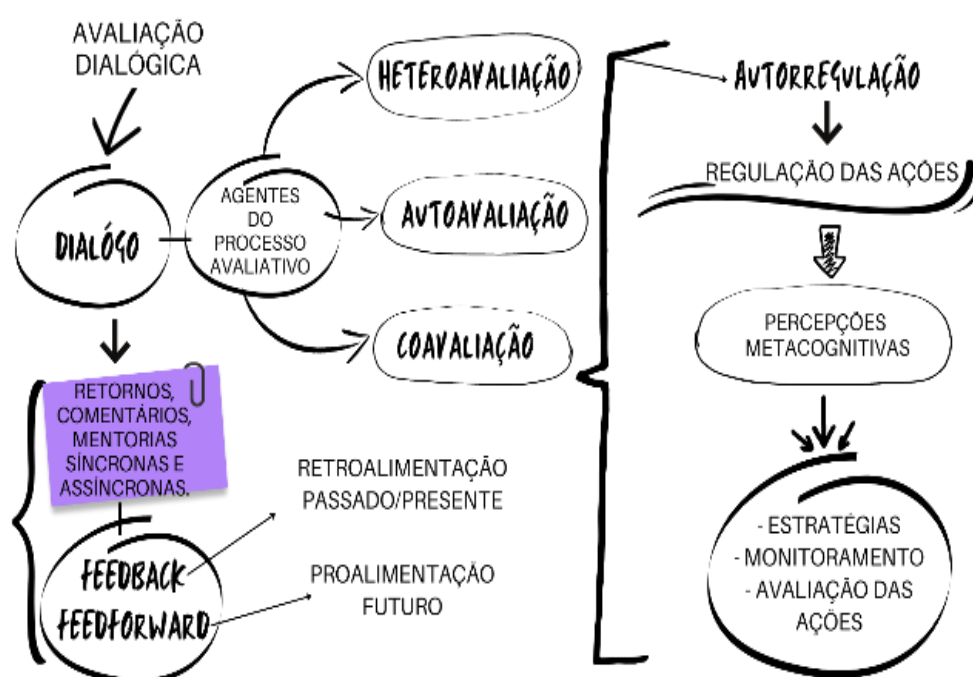 AVALIAÇÃO
DIALÓGICA
DIALÓGO
AGENTES
DO
PROCESSO
AVALIATIVO
HETEROAVALIAÇÃO
AUTOAVALIAÇÃO
COAVALIAÇÃO
RETORNOS,
COMENTÁRIOS,
MENTORIAS
SÍNCRONAS E
ASSÍNCRONAS.
FEEDBACK
FEEDFORWARD
RETROALIMENTAÇÃO
PASSADO/PRESENTE
PROALIMENTAÇÃO
FUTURO
AUTORREGULAÇÃO
REGULAÇÃO DAS AÇÕES
PERCEPÇÕES
METACOGNITIVAS
- ESTRATÉGIAS
- MONITORAMENTO
- AVALIAÇÃO DAS
AÇÕES